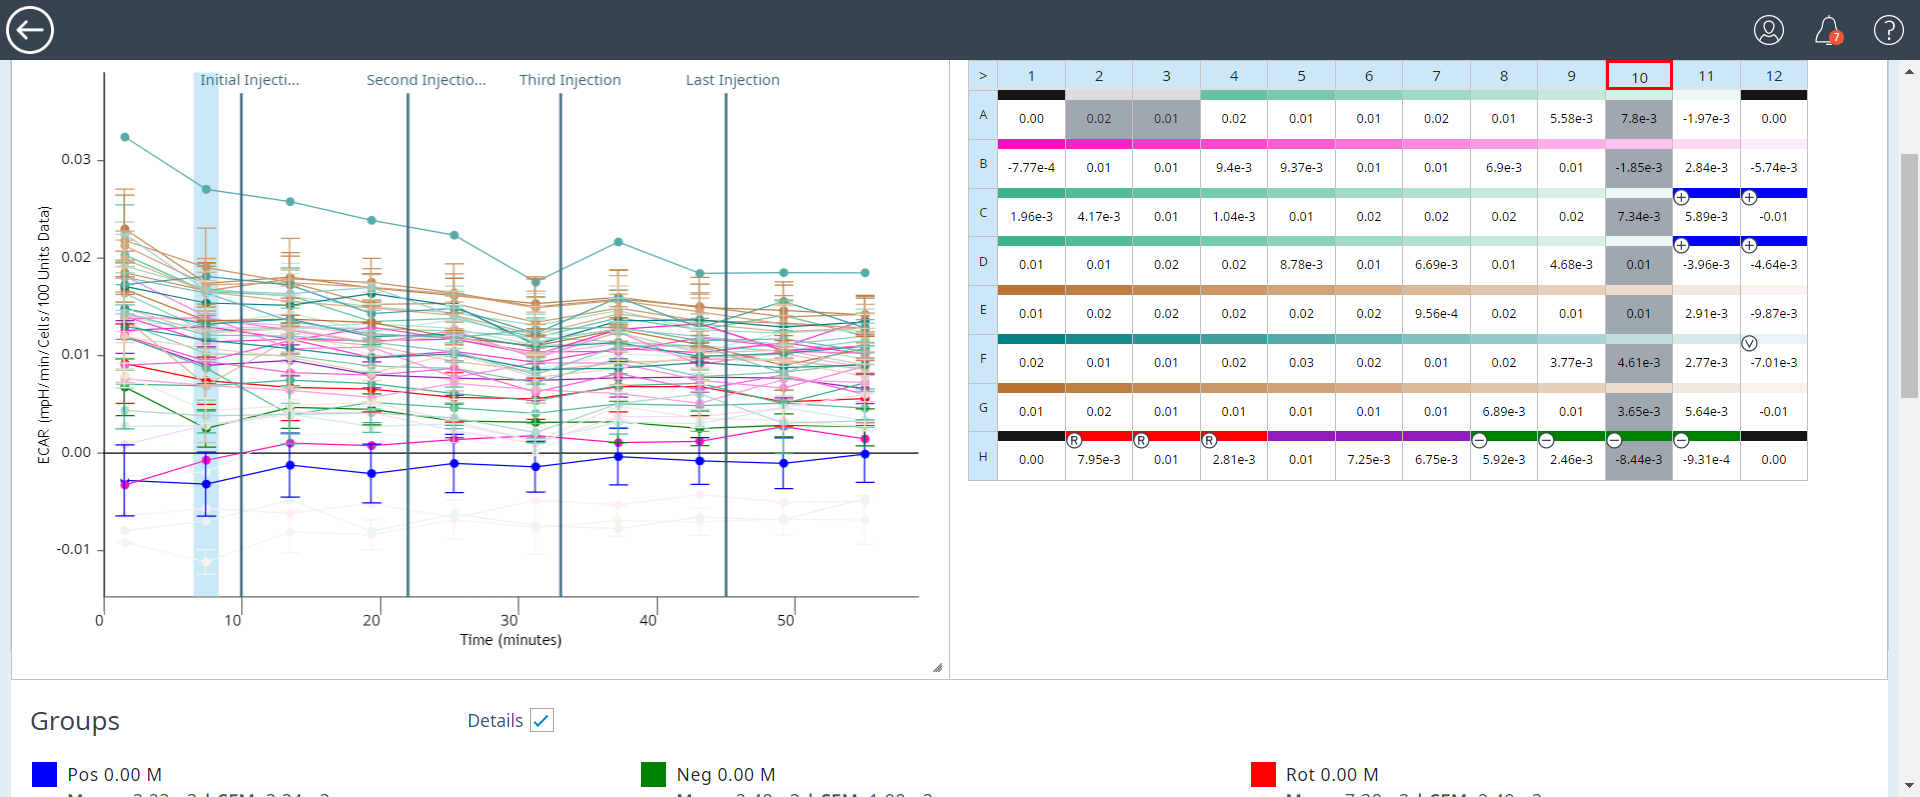 7
?
Initial Injecti...
Second Injectio...
Third Injection
Last Injection
ECAR (mpH/min/Cells/100 Units Data)
0.03
0.02
0.01
0.00
-0.01
0 10 20 30 40 50
Time (minutes)
> 1 2 3 4 5 6 7 8 9 10 11 12
A 0.00 0.02 0.01 0.02 0.01 0.01 0.02 0.01 5.58e-3 7.8e-3 -1.97e-3 0.00
B -7.77e-4 0.01 0.01 9.4e-3 9.37e-3 0.01 0.01 6.9e-3 0.01 -1.85e-3 2.84e-3 -5.74e-3
+ +
C 1.96e-3 4.17e-3 0.01 1.04e-3 0.01 0.02 0.02 0.02 0.02 7.34e-3 5.89e-3 -0.01
+ +
D 0.01 0.01 0.02 0.02 8.78e-3 0.01 6.69e-3 0.01 4.68e-3 0.01 -3.96e-3 -4.64e-3
E 0.01 0.02 0.02 0.02 0.02 0.02 9.56e-4 0.02 0.01 0.01 2.91e-3 -9.87e-3
V
F 0.02 0.01 0.01 0.02 0.03 0.02 0.01 0.02 3.77e-3 4.61e-3 2.77e-3 -7.01e-3
G 0.01 0.02 0.01 0.01 0.01 0.01 0.01 6.89e-3 0.01 3.65e-3 5.64e-3 -0.01
R R R − − − −
H 0.00 7.95e-3 0.01 2.81e-3 0.01 7.25e-3 6.75e-3 5.92e-3 2.46e-3 -8.44e-3 -9.31e-4 0.00
Groups
Details
Pos 0.00 M
Neg 0.00 M
Rot 0.00 M